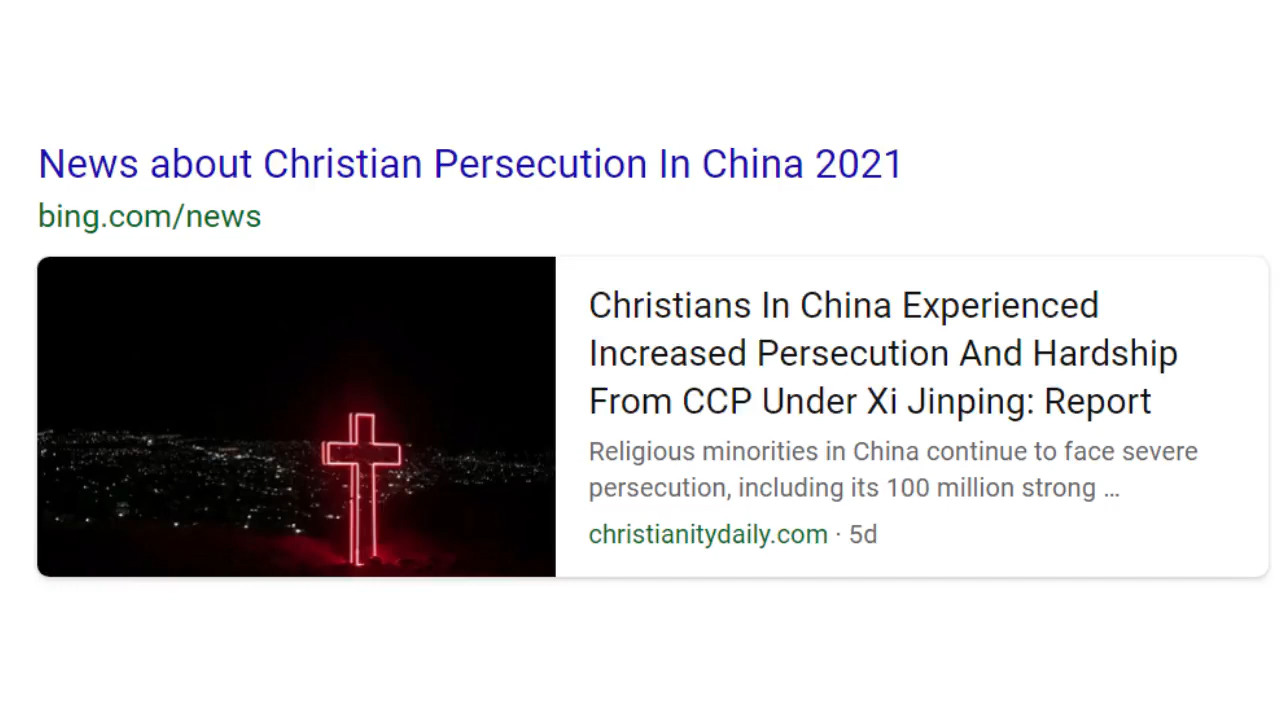 News about Christian Persecution In China 2021
bing.com/news
Christians In China Experienced
Increased Persecution And Hardship
From CCP Under Xi Jinping: Report
Religious minorities in China continue to face severe
persecution, including its 100 million strong ...
christianitydaily.com · 5d